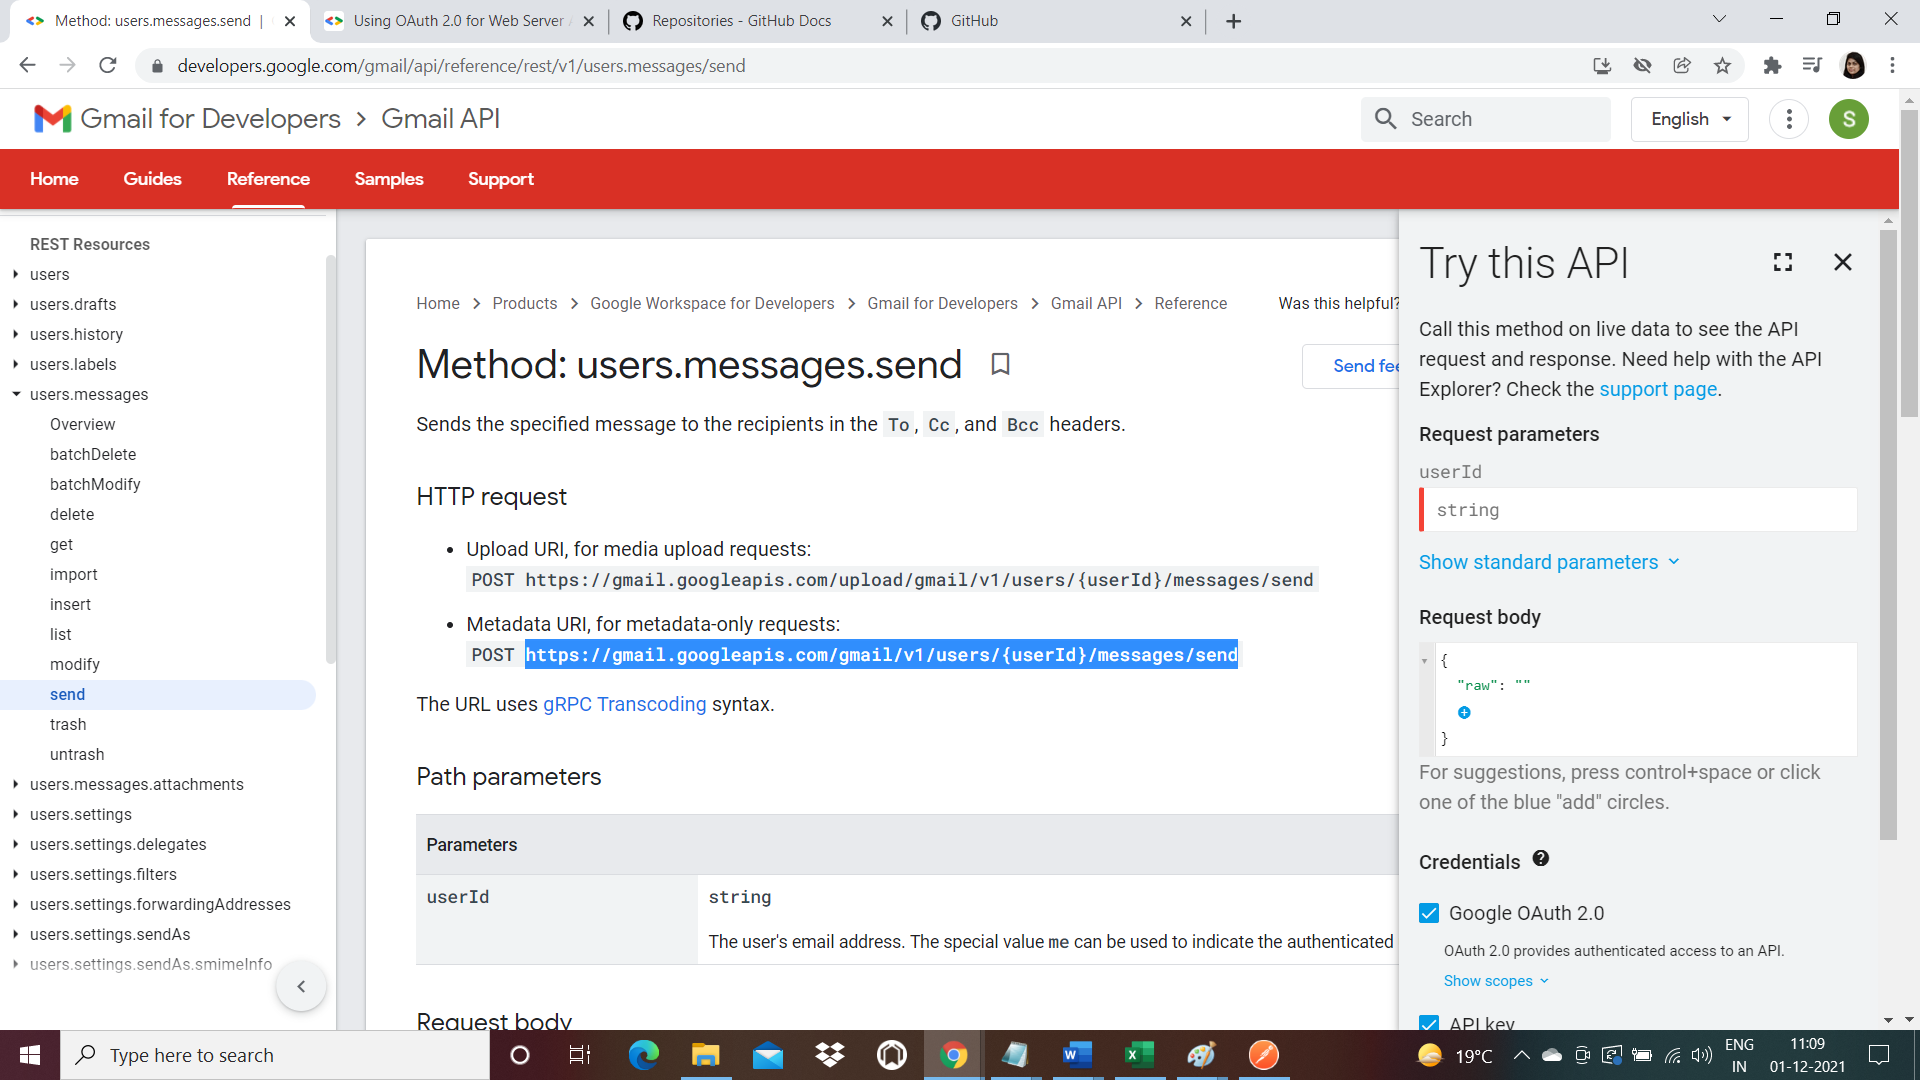 Method: users.messages.send |
Using OAuth 2.0 for Web Server A
Repositories - GitHub Docs
GitHub
developers.google.com/gmail/api/reference/rest/v1/users.messages/send
Gmail for Developers > Gmail API
Search
English
S
Home
Guides
Reference
Samples
Support
REST Resources
users
users.drafts
users.history
users.labels
users.messages
Overview
batchDelete
batchModify
delete
get
import
insert
list
modify
send
trash
untrash
users.messages.attachments
users.settings
users.settings.delegates
users.settings.filters
users.settings.forwardingAddresses
users.settings.sendAs
users.settings.sendAs.smimeInfo
Home > Products > Google Workspace for Developers > Gmail for Developers > Gmail API > Reference
Was this helpful?
Method: users.messages.send
Send fee
Sends the specified message to the recipients in the To, Cc, and Bcc headers.
HTTP request
• Upload URI, for media upload requests:
POST https://gmail.googleapis.com/upload/gmail/v1/users/{userId}/messages/send
• Metadata URI, for metadata-only requests:
POST https://gmail.googleapis.com/gmail/v1/users/{userId}/messages/send
The URL uses gRPC Transcoding syntax.
Path parameters
Parameters
userId
string
The user's email address. The special value me can be used to indicate the authenticated
Request body
Try this API
Call this method on live data to see the API
request and response. Need help with the API
Explorer? Check the support page.
Request parameters
userId
string
Show standard parameters
Request body
{
"raw": ""
}
For suggestions, press control+space or click
one of the blue "add" circles.
Credentials
Google OAuth 2.0
OAuth 2.0 provides authenticated access to an API.
Show scopes
API key
Type here to search
19°C
ENG
IN
11:09
01-12-2021